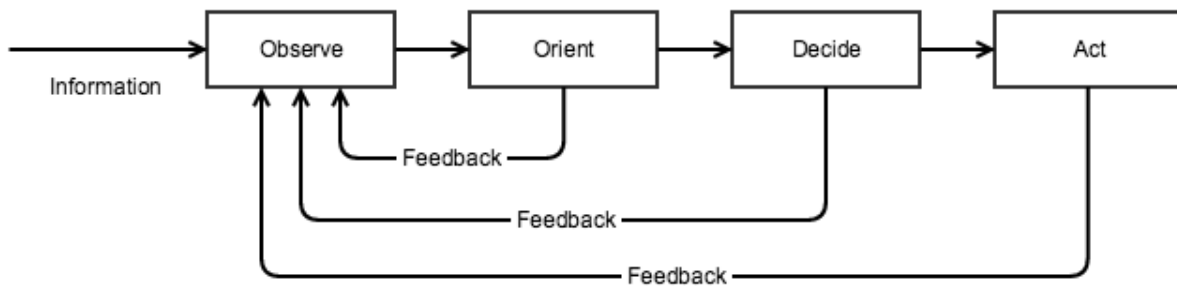 Observe
Orient
Decide
Act
Information
Feedback
Feedback
Feedback